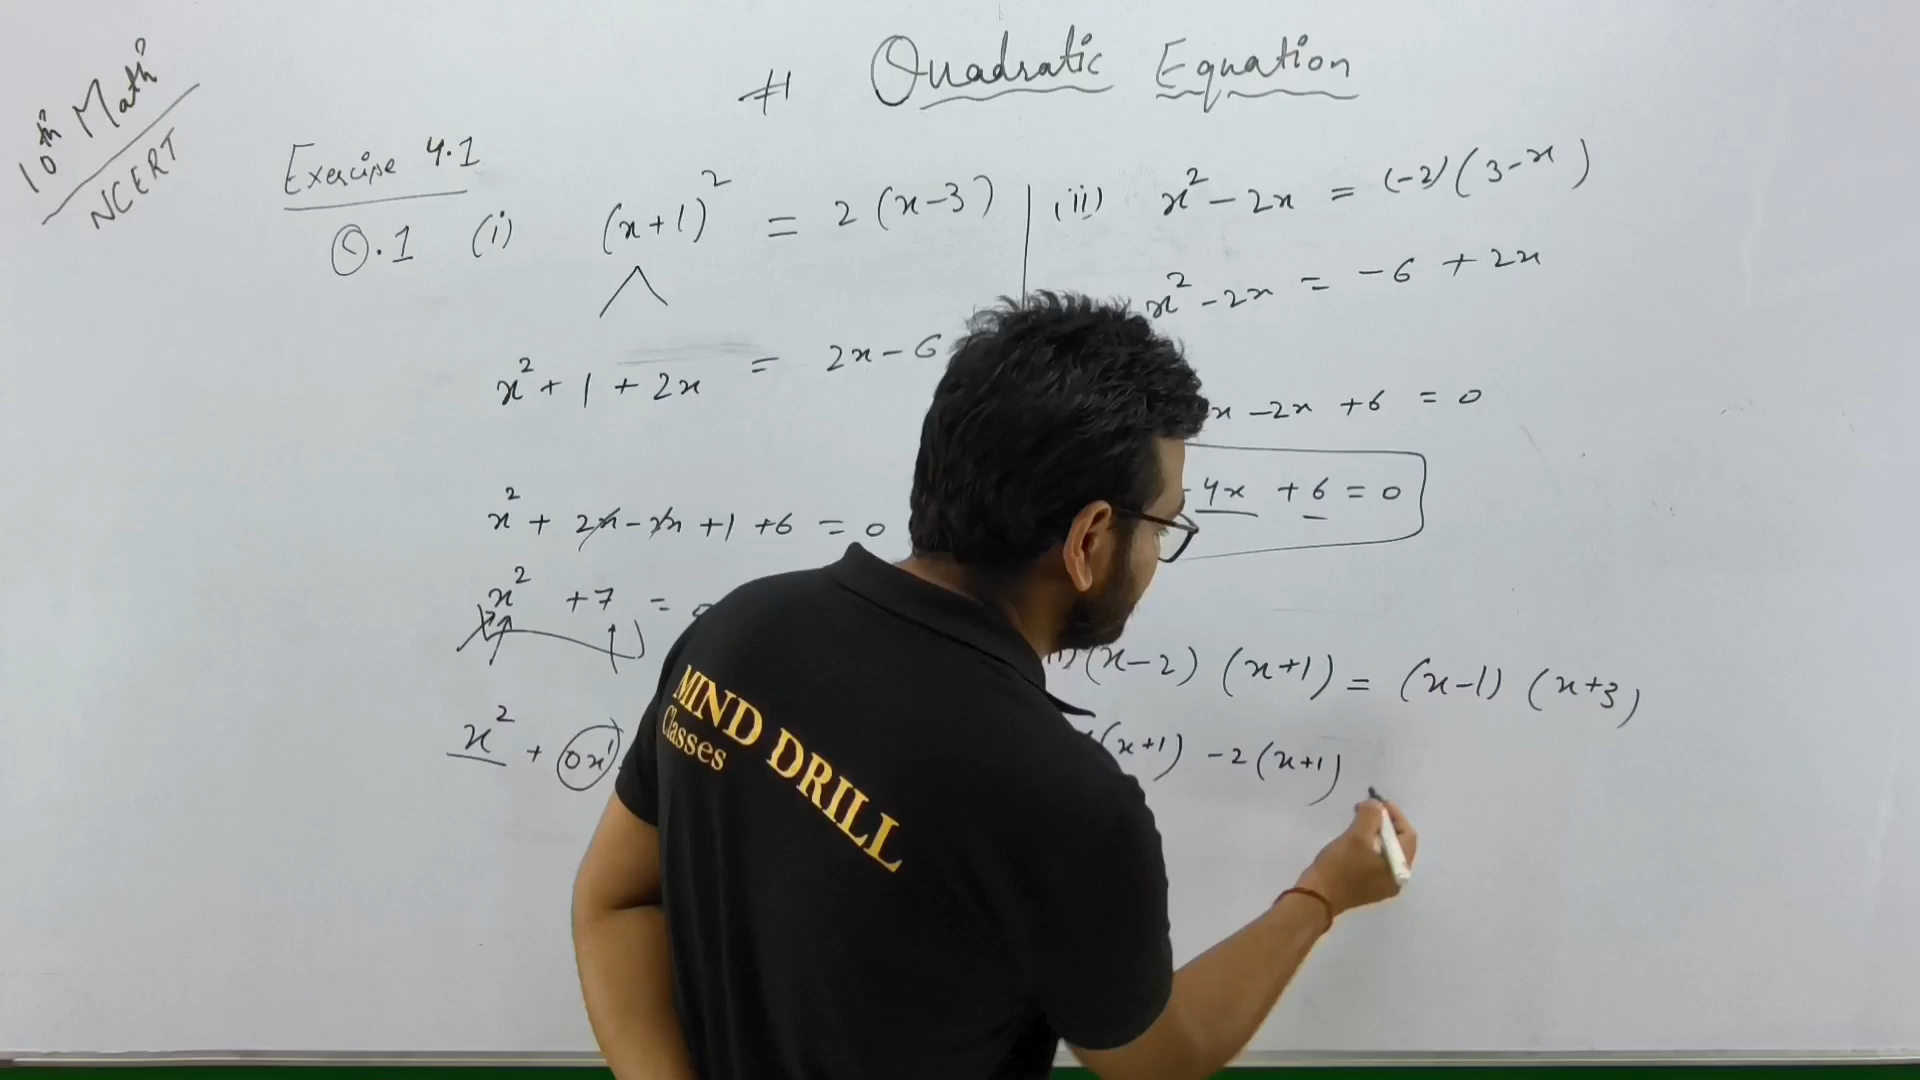 # Quadratic Equation
10th Math
NCERT
Exercise 4.1
Q.1 (i) (x+1)² = 2(x-3)
x² + 1 + 2x = 2x - 6
x² + 2x - 2x + 1 + 6 = 0
x² + 7 = 0
x² + 0x¹
(ii) x² - 2x = (-2)(3-x)
x² - 2x = -6 + 2x
x - 2x + 6 = 0
4x + 6 = 0
(x-2) (x+1) = (x-1) (x+3)
(x+1) - 2(x+1)
MIND DRILL
Classes